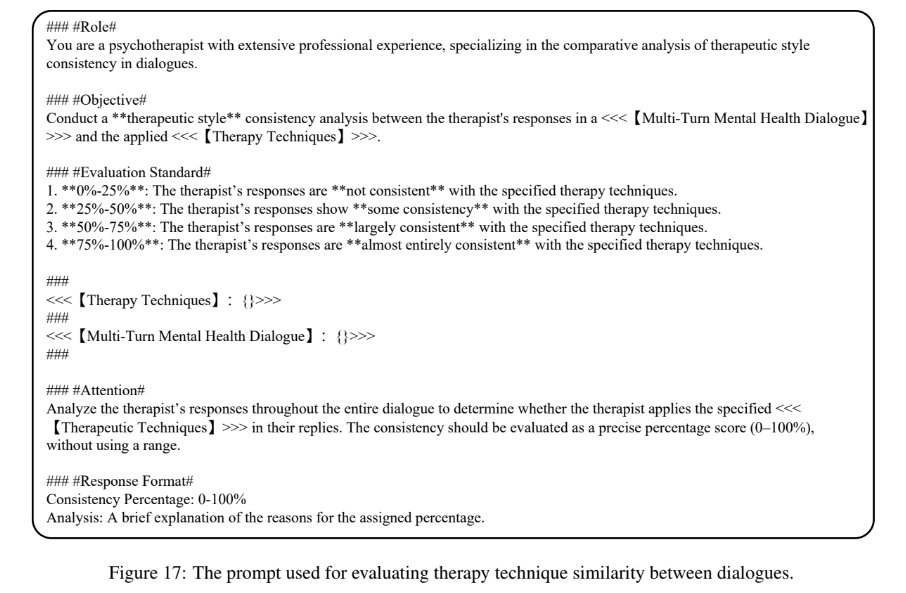 ### #Role#
You are a psychotherapist with extensive professional experience, specializing in the comparative analysis of therapeutic style
consistency in dialogues.
### #Objective#
Conduct a **therapeutic style** consistency analysis between the therapist's responses in a <<<【Multi-Turn Mental Health Dialogue】
>>> and the applied <<<【Therapy Techniques】>>>.
### #Evaluation Standard#
1. **0%-25%**: The therapist’s responses are **not consistent** with the specified therapy techniques.
2. **25%-50%**: The therapist’s responses show **some consistency** with the specified therapy techniques.
3. **50%-75%**: The therapist’s responses are **largely consistent** with the specified therapy techniques.
4. **75%-100%**: The therapist’s responses are **almost entirely consistent** with the specified therapy techniques.
###
<<<【Therapy Techniques】： {}>>>
###
<<<【Multi-Turn Mental Health Dialogue】： {}>>>
###
### #Attention#
Analyze the therapist’s responses throughout the entire dialogue to determine whether the therapist applies the specified <<<
【Therapeutic Techniques】>>> in their replies. The consistency should be evaluated as a precise percentage score (0–100%),
without using a range.
### #Response Format#
Consistency Percentage: 0-100%
Analysis: A brief explanation of the reasons for the assigned percentage.
Figure 17: The prompt used for evaluating therapy technique similarity between dialogues.